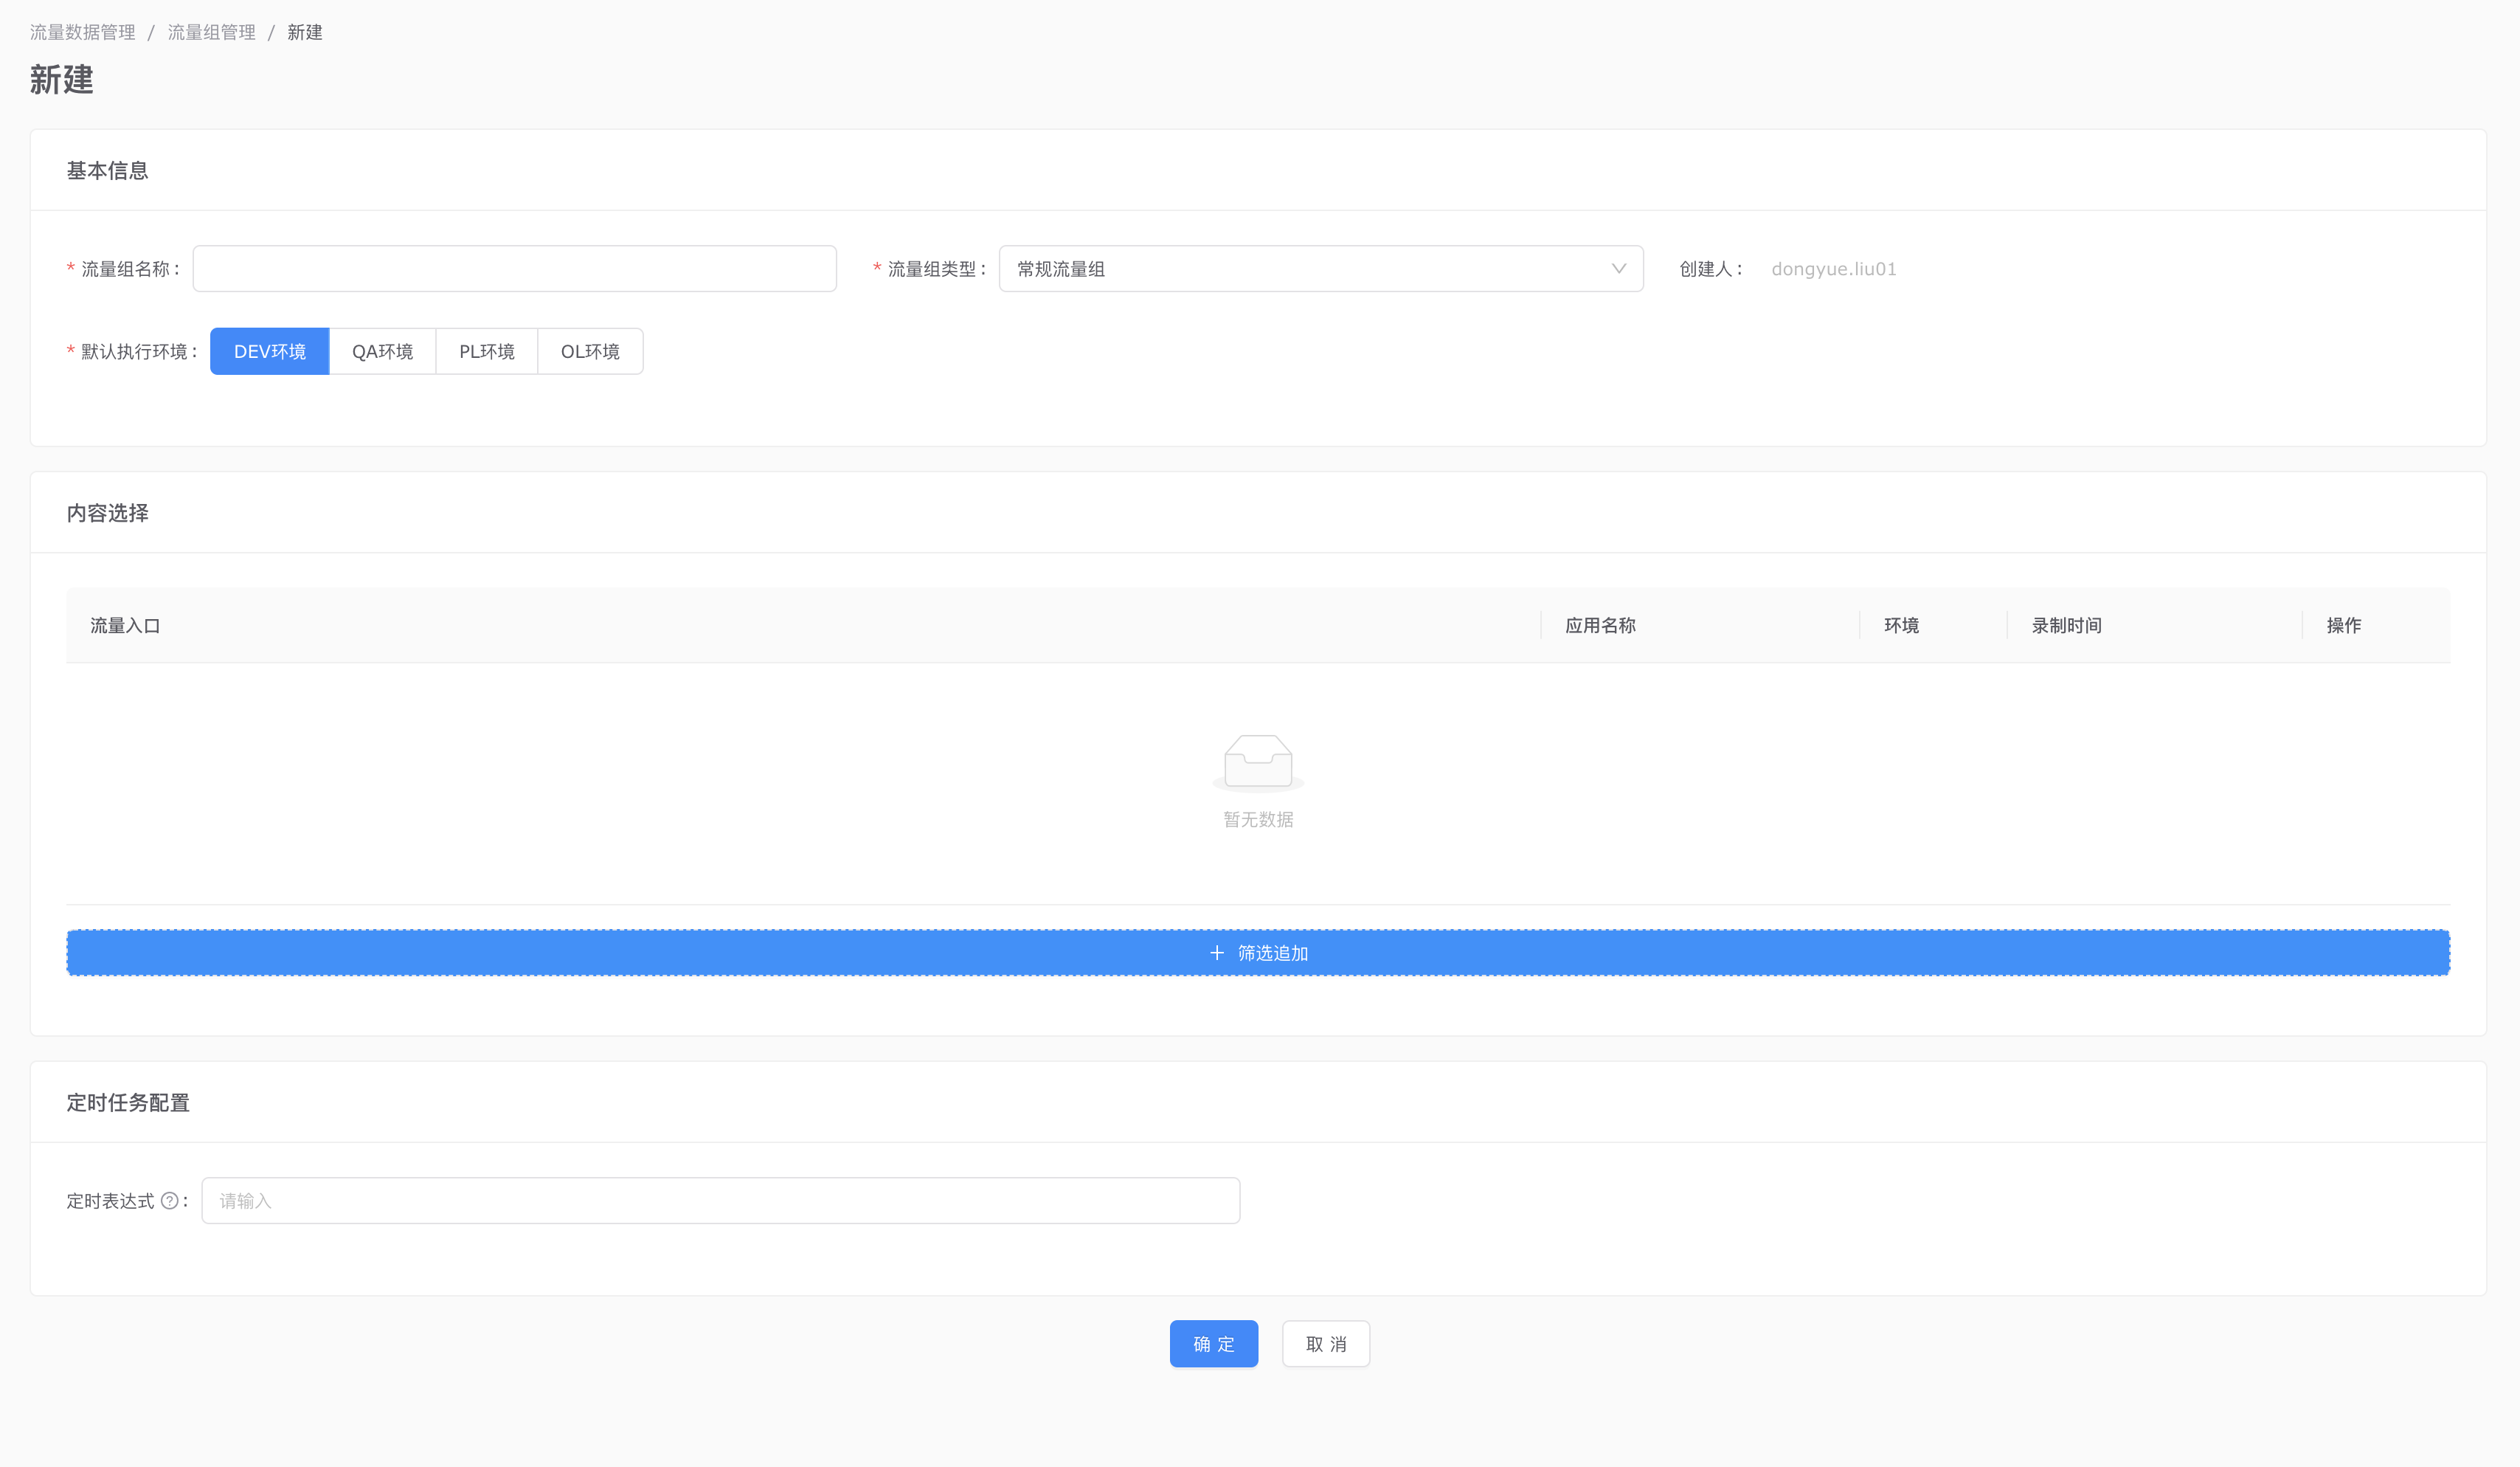 流量数据管理 / 流量组管理 / 新建
新建
基本信息
* 流量组名称 :
* 流量组类型 : 常规流量组 创建人 : dongyue.liu01
* 默认执行环境 : DEV环境 QA环境 PL环境 OL环境
内容选择
流量入口 应用名称 环境 录制时间 操作
暂无数据
+ 筛选追加
定时任务配置
定时表达式 ? : 请输入
确 定 取 消